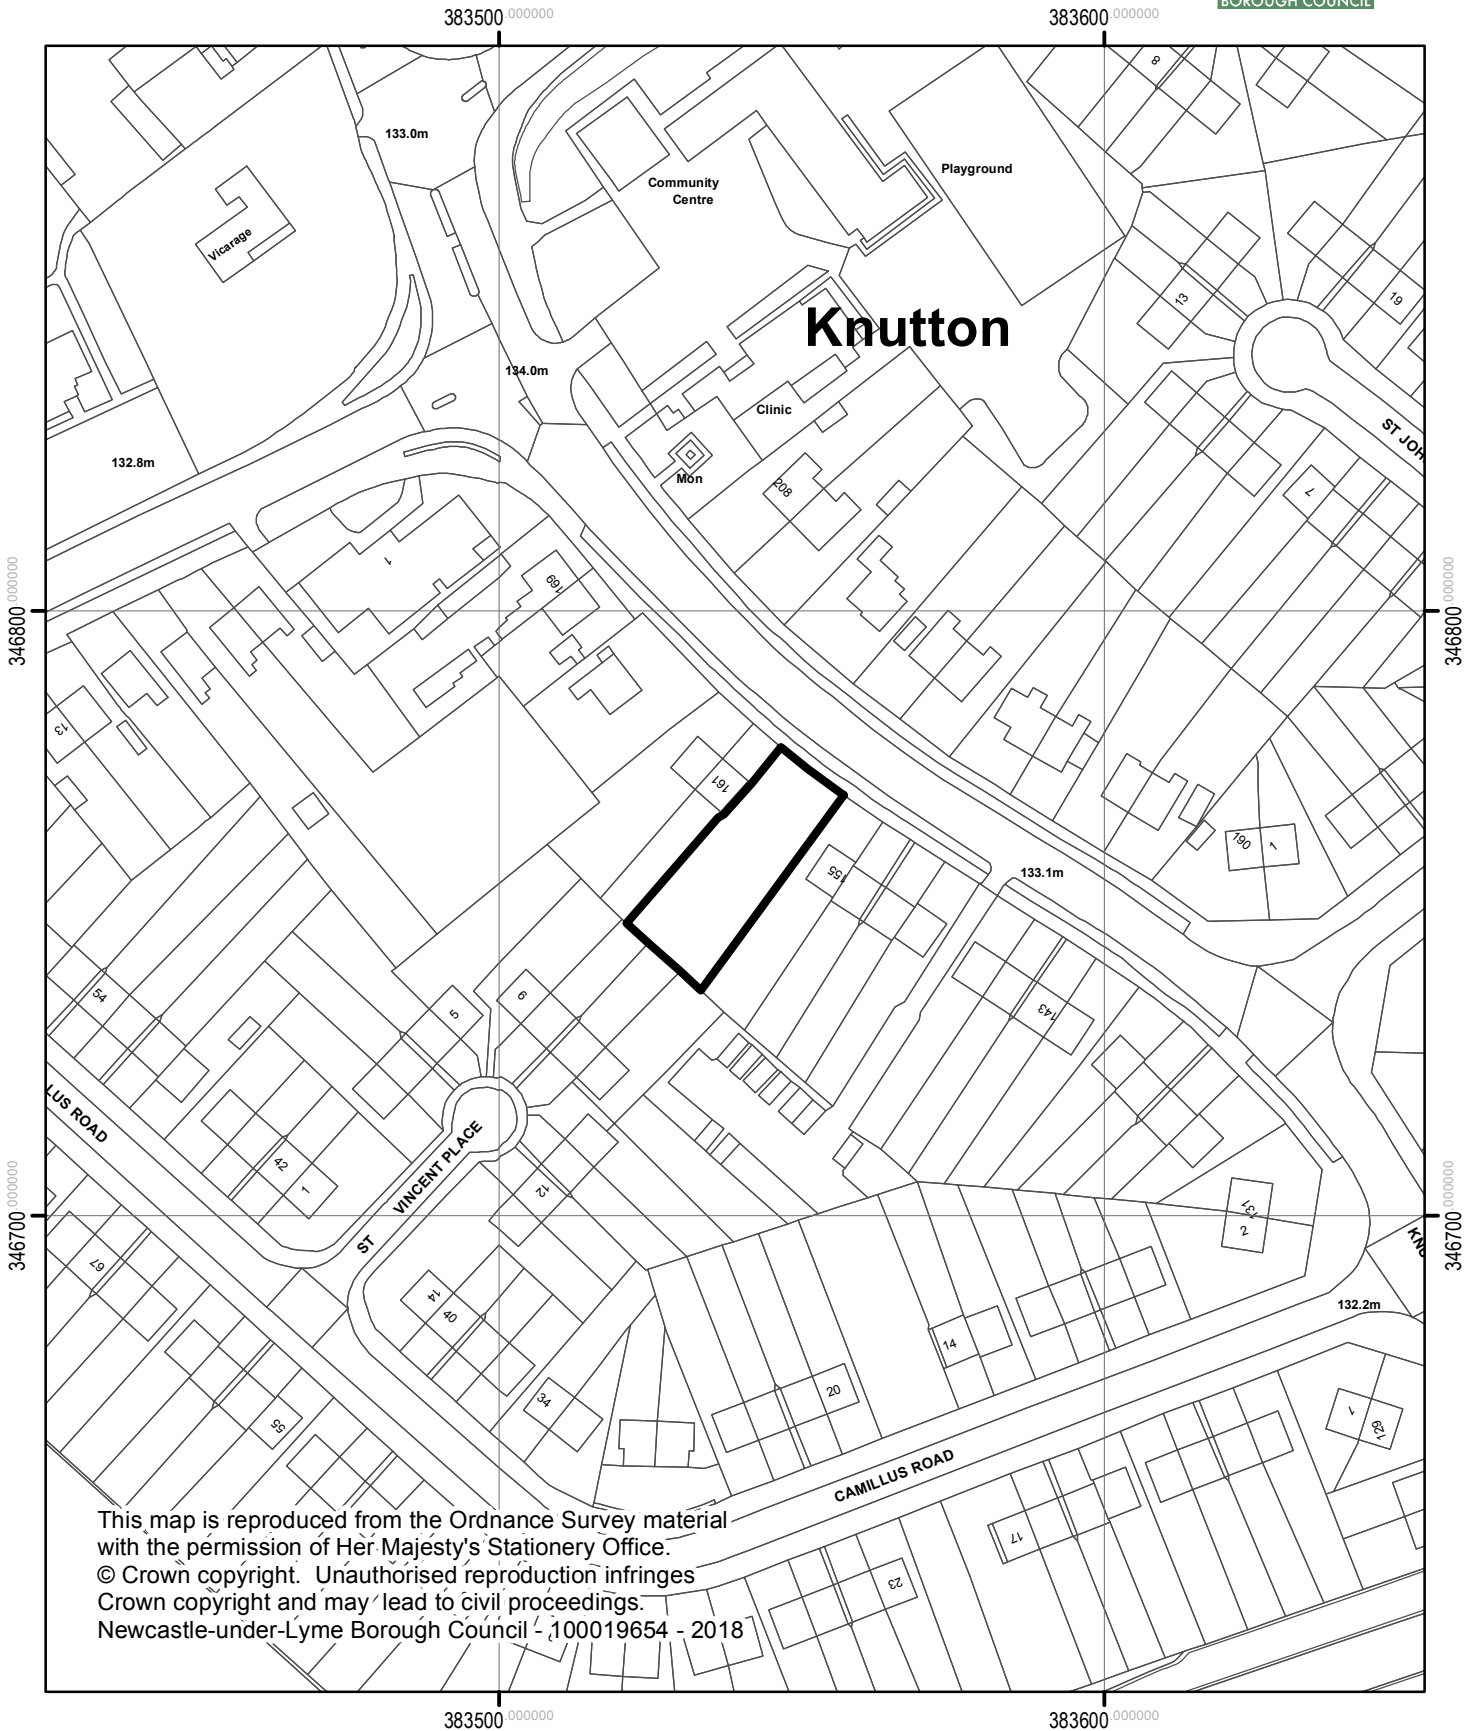 BOROUGH COUNCIL
383500.000000
383600.000000
8
133.0m
Playground
Community
Centre
Vicarage
13
19
Knutton
134.0m
Clinic
ST JOH
132.8m
Mon
208
7
1
169
346800.000000
346800.000000
13
161
190
1
155
133.1m
54
5
6
143
LUS ROAD
ST VINCENT PLACE
42
1
12
131
2
346700.000000
346700.000000
67
14
40
132.2m
14
20
34
55
1
129
CAMILLUS ROAD
17
23
This map is reproduced from the Ordnance Survey material
with the permission of Her Majesty's Stationery Office.
© Crown copyright. Unauthorised reproduction infringes
Crown copyright and may lead to civil proceedings.
Newcastle-under-Lyme Borough Council - 100019654 - 2018
383500.000000
383600.000000